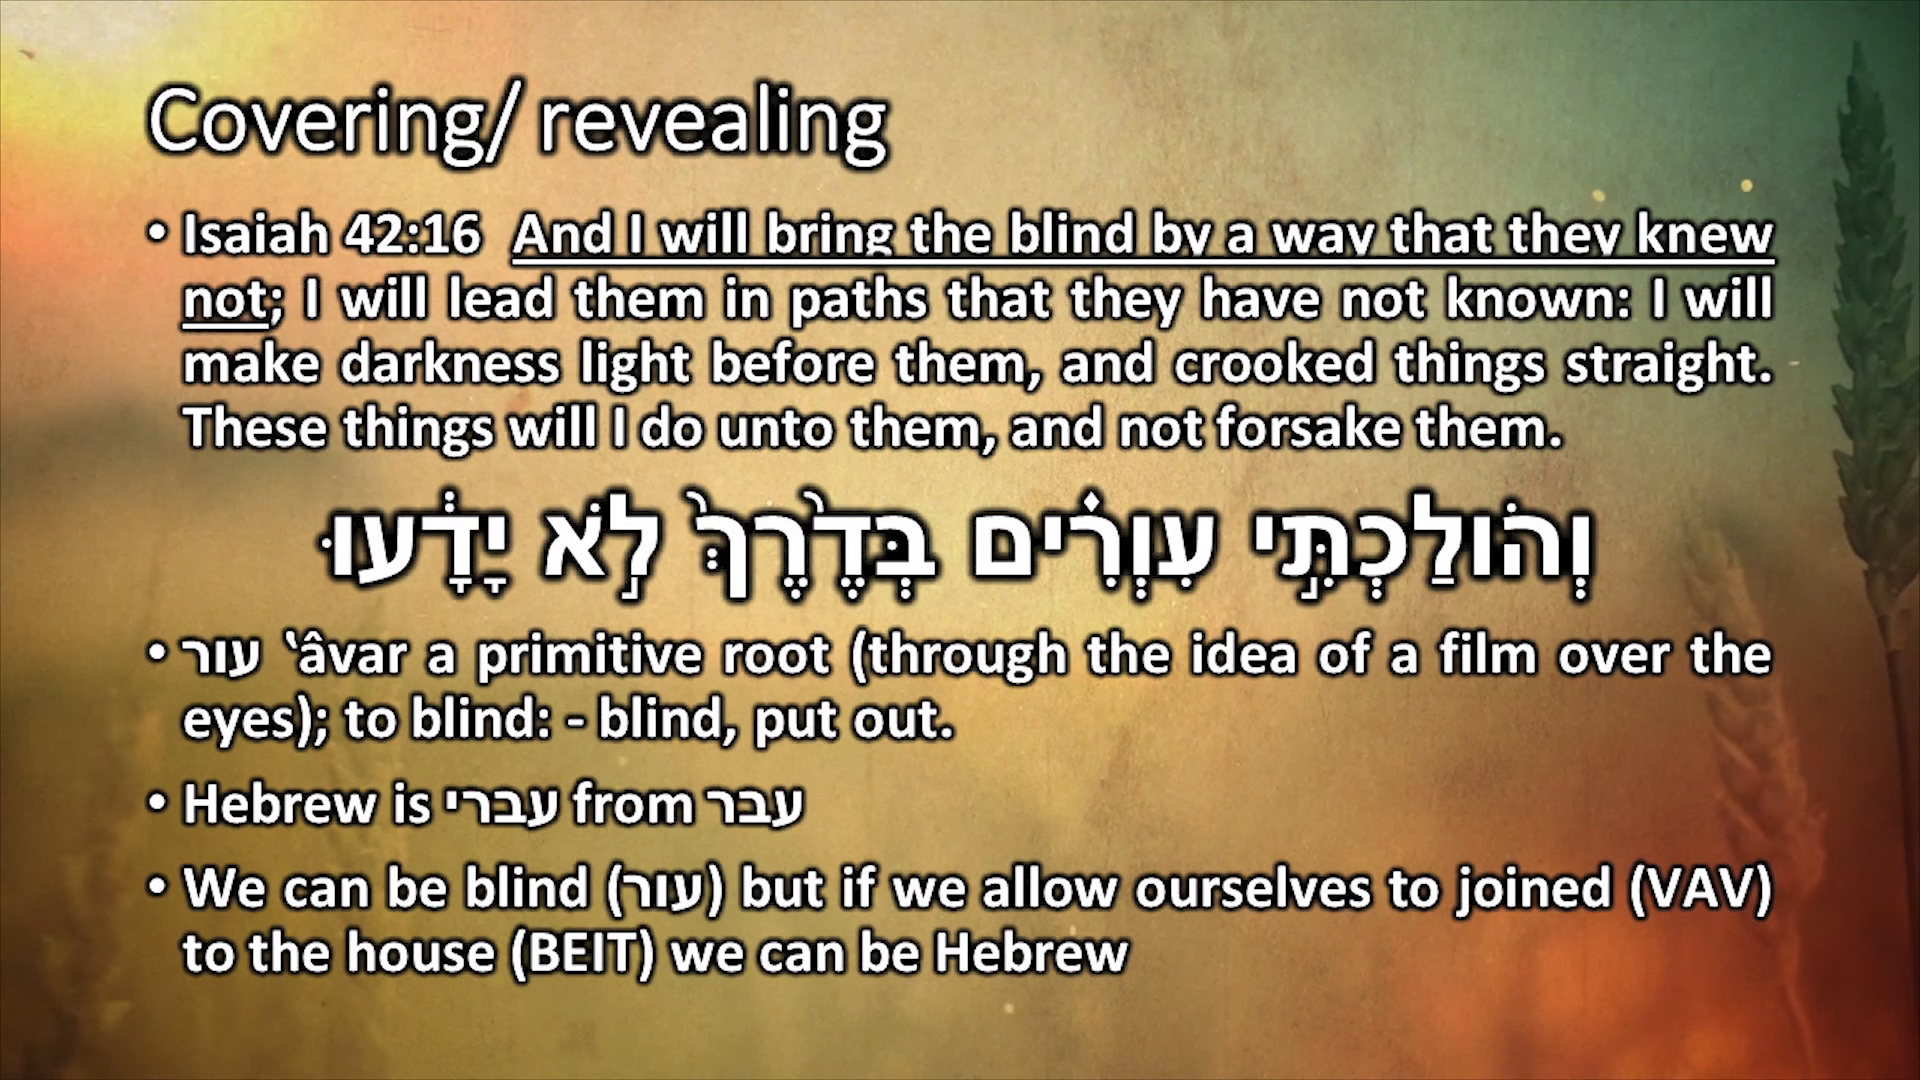 Covering/ revealing
• Isaiah 42:16 And I will bring the blind by a way that they knew
not; I will lead them in paths that they have not known: I will
make darkness light before them, and crooked things straight.
These things will I do unto them, and not forsake them.
וְהוֹלַכְתִּ֣י עִוְרִ֗ים בְּדֶ֙רֶךְ֙ לֹ֣א יָדָ֔עוּ
• עור ‛âvar a primitive root (through the idea of a film over the
eyes); to blind: - blind, put out.
• Hebrew is עברי from עבר
• We can be blind (עור) but if we allow ourselves to joined (VAV)
to the house (BEIT) we can be Hebrew